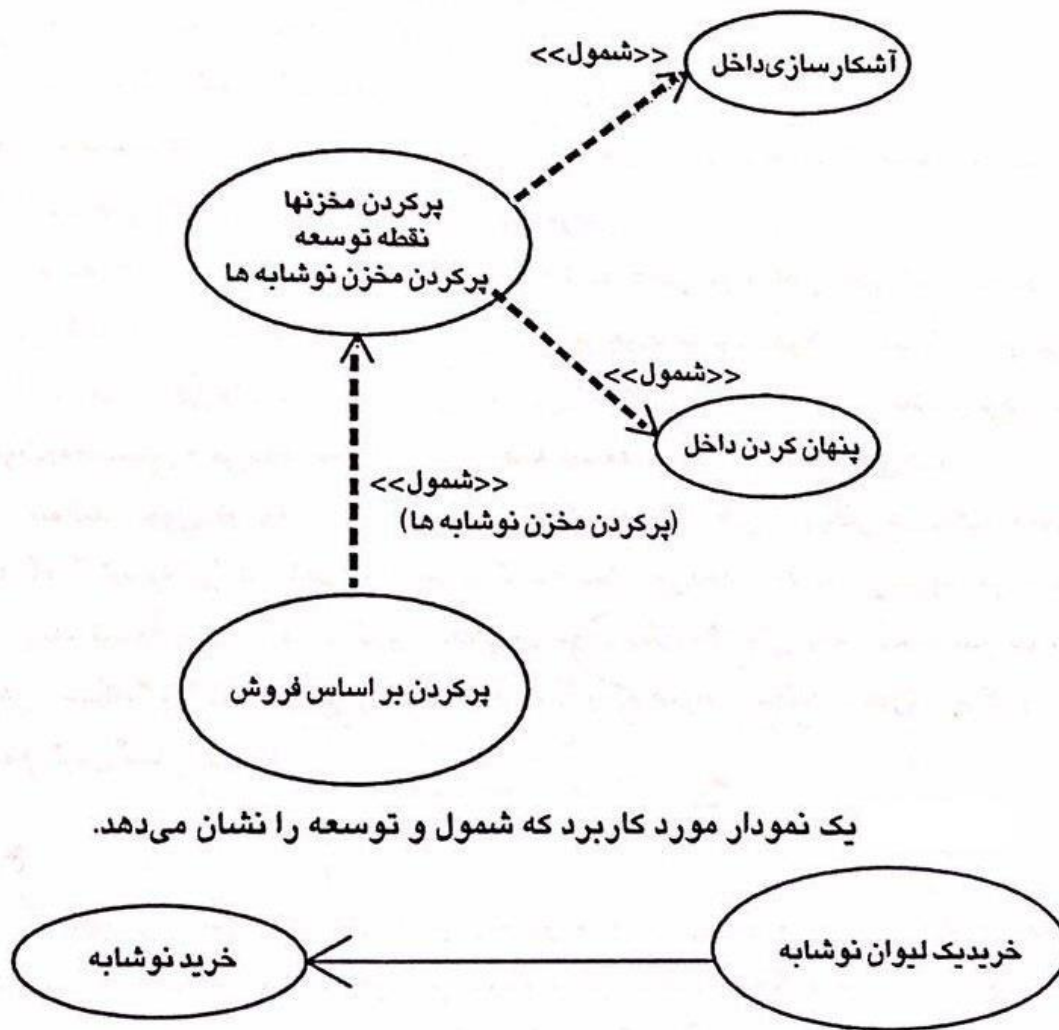 <<شمول>>
آشکارسازی‌داخل
پرکردن مخزنها
نقطه توسعه
پرکردن مخزن نوشابه ها
<<شمول>>
پنهان کردن داخل
<<شمول>>
(پرکردن مخزن نوشابه ها)
پرکردن بر اساس فروش
یک نمودار مورد کاربرد که شمول و توسعه را نشان می‌دهد.
خریدیک لیوان نوشابه
خرید نوشابه